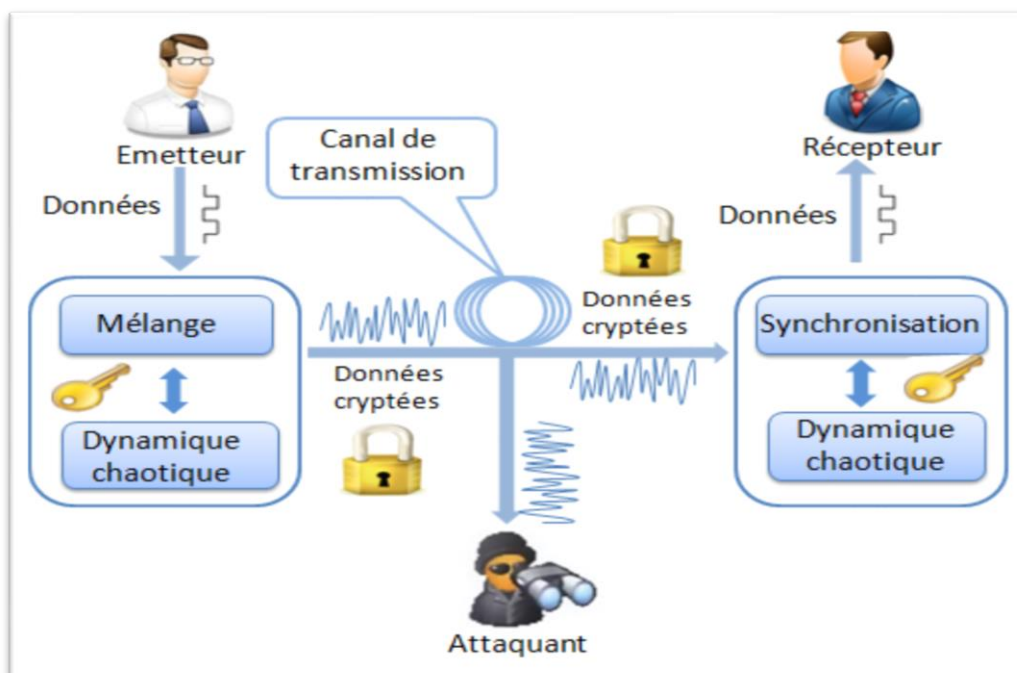 Emetteur
Canal de
transmission
Récepteur
Données
Données
Mélange
Dynamique
chaotique
Données
cryptées
Données
cryptées
Synchronisation
Dynamique
chaotique
Attaquant